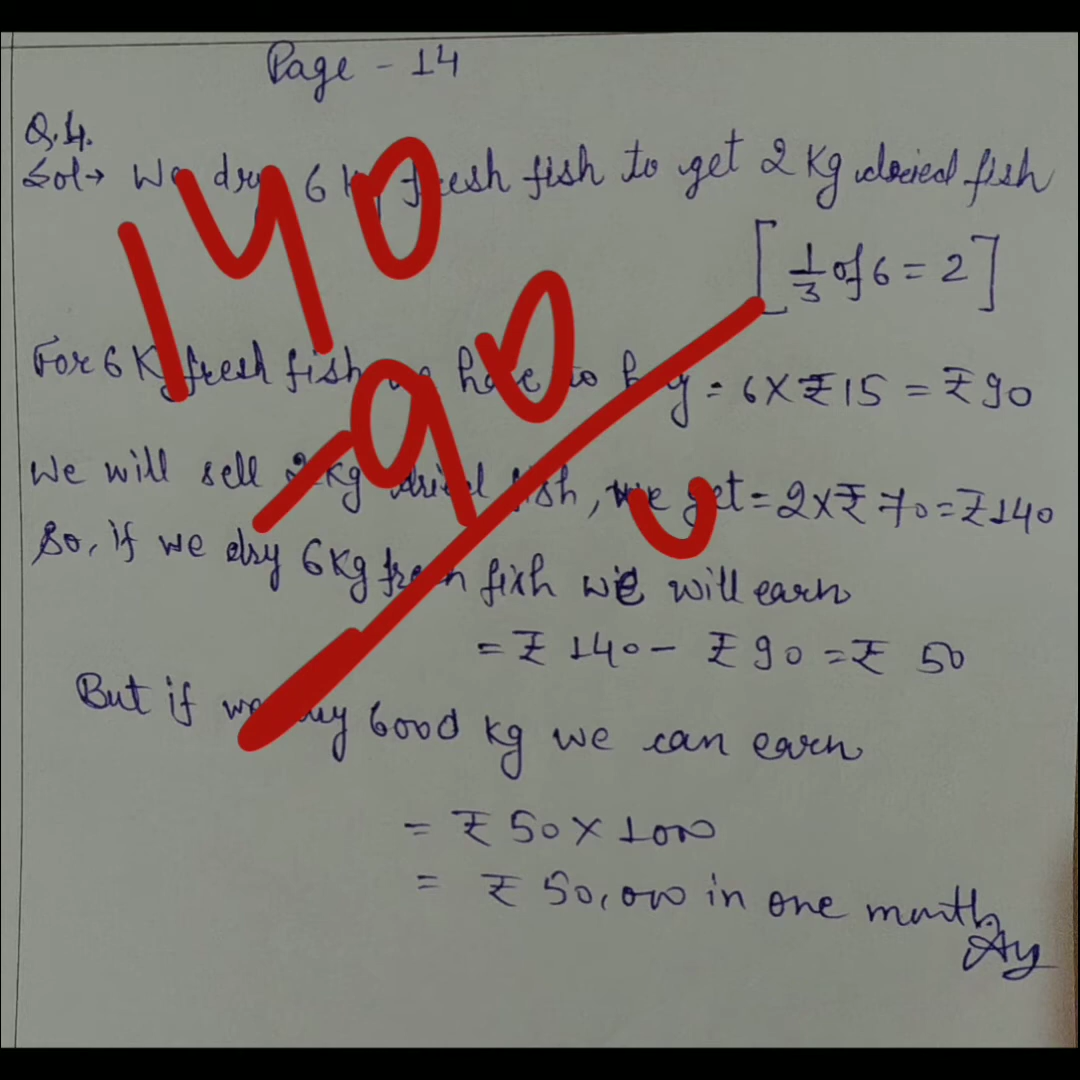 Page - 14
Q.4.
Sol→ We dry 6 Kg fresh fish to get 2 Kg dried fish
[1/3 of 6 = 2]
For 6 Kg fresh fish we have to buy = 6 X ₹ 15 = ₹ 90
We will sell 2 Kg dried fish, we get = 2 x ₹ 70 = ₹ 140
So, if we dry 6 Kg fresh fish we will earn
= ₹ 140 - ₹ 90 = ₹ 50
But if we dry 6000 kg we can earn
= ₹ 50 X 1000
= ₹ 50,000 in one month
140
-90